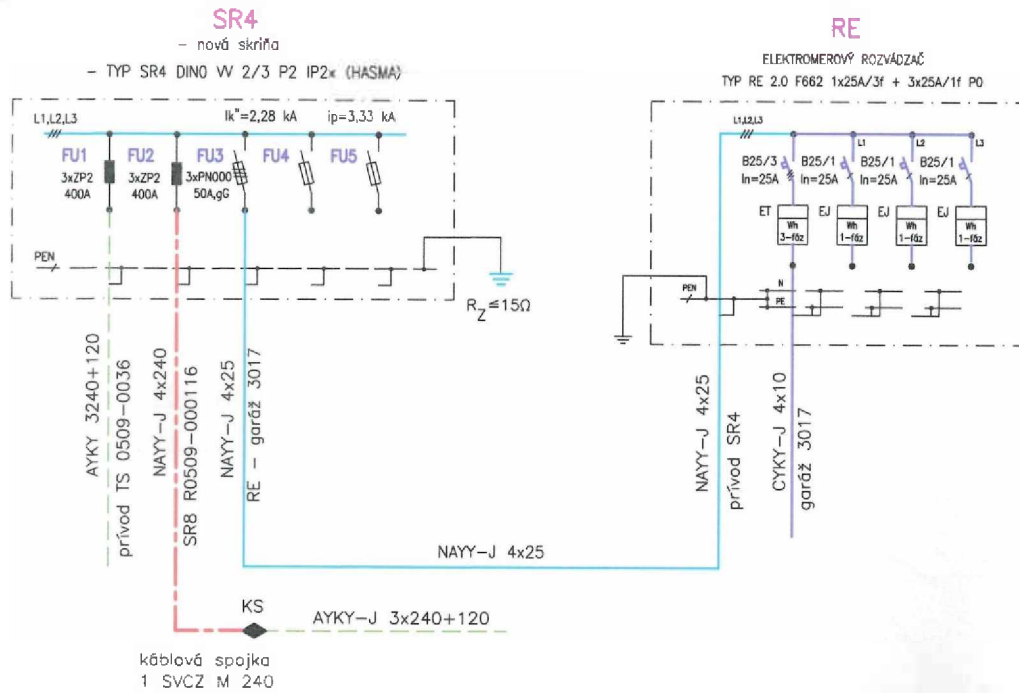 SR4
- nová skriňa
- TYP SR4 DIN0 VV 2/3 P2 IP2x (HASMA)
L1,L2,L3
Ik"=2,28 kA
ip=3,33 kA
FU1
3xZP2
400A
FU2
3xZP2
400A
FU3
3xPN000
50A,gG
FU4
FU5
PEN
RZ≤15Ω
AYKY 3240+120
prívod TS 0509-0036
NAYY-J 4x240
SR8 R0509-000116
NAYY-J 4x25
RE - garáž 3017
NAYY-J 4x25
KS
AYKY-J 3x240+120
káblová spojka
1 SVCZ M 240
RE
ELEKTROMEROVÝ ROZVÁDZAČ
TYP RE 2.0 F662 1x25A/3f + 3x25A/1f P0
L1,L2,L3
L1
L2
L3
B25/3
In=25A
B25/1
In=25A
B25/1
In=25A
B25/1
In=25A
ET
Wh
3-fáz
EJ
Wh
1-fáz
EJ
Wh
1-fáz
EJ
Wh
1-fáz
PEN
N
PE
NAYY-J 4x25
prívod SR4
CYKY-J 4x10
garáž 3017